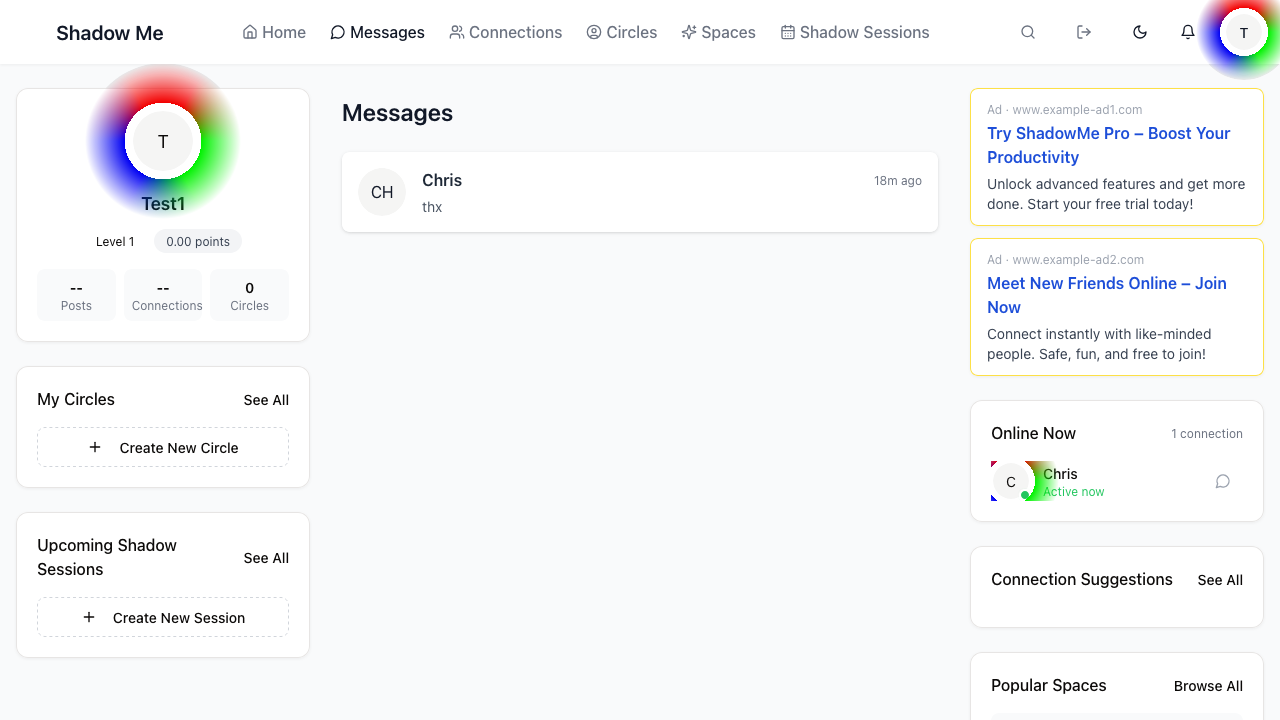 Shadow Me
Home
Messages
Connections
Circles
Spaces
Shadow Sessions
T
T
Test1
Level 1
0.00 points
--
Posts
--
Connections
0
Circles
My Circles
See All
Create New Circle
Upcoming Shadow
Sessions
See All
Create New Session
Messages
CH
Chris
18m ago
thx
Ad · www.example-ad1.com
Try ShadowMe Pro – Boost Your
Productivity
Unlock advanced features and get more
done. Start your free trial today!
Ad · www.example-ad2.com
Meet New Friends Online – Join
Now
Connect instantly with like-minded
people. Safe, fun, and free to join!
Online Now
1 connection
C
Chris
Active now
Connection Suggestions
See All
Popular Spaces
Browse All